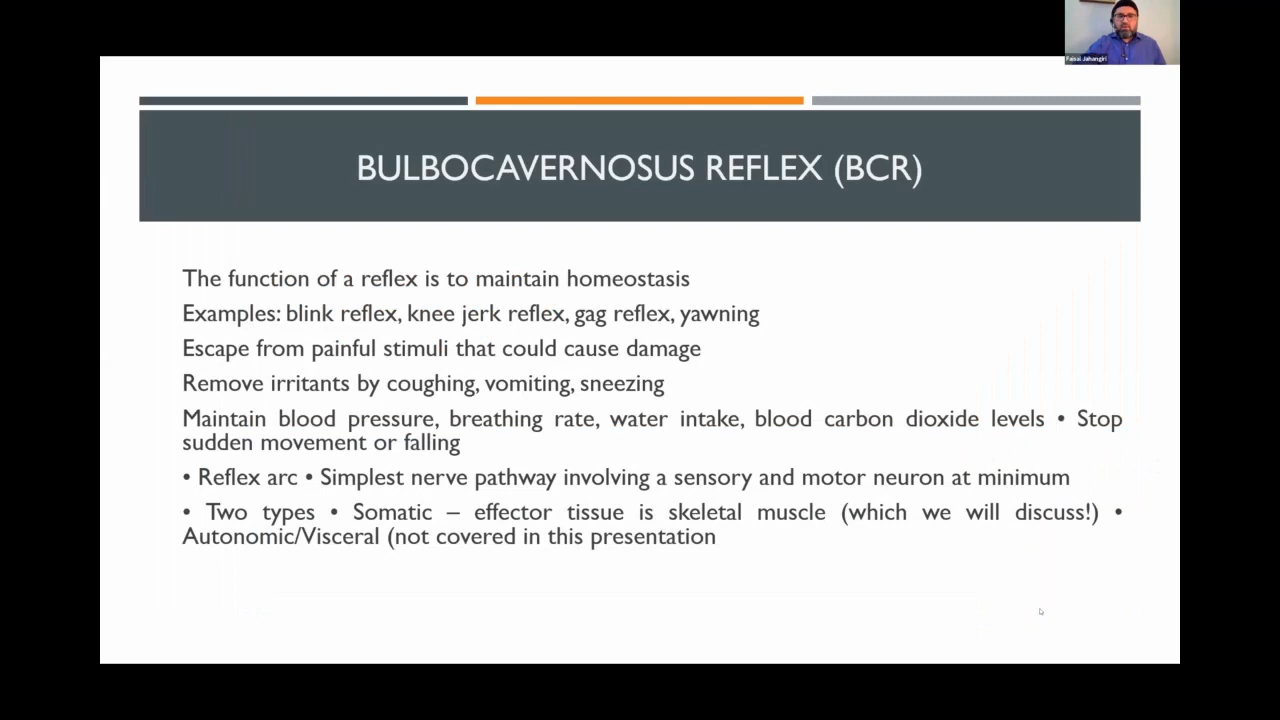 Faisal Jahangiri
BULBOCAVERNOSUS REFLEX (BCR)
The function of a reflex is to maintain homeostasis
Examples: blink reflex, knee jerk reflex, gag reflex, yawning
Escape from painful stimuli that could cause damage
Remove irritants by coughing, vomiting, sneezing
Maintain blood pressure, breathing rate, water intake, blood carbon dioxide levels • Stop
sudden movement or falling
• Reflex arc • Simplest nerve pathway involving a sensory and motor neuron at minimum
• Two types • Somatic – effector tissue is skeletal muscle (which we will discuss!) •
Autonomic/Visceral (not covered in this presentation